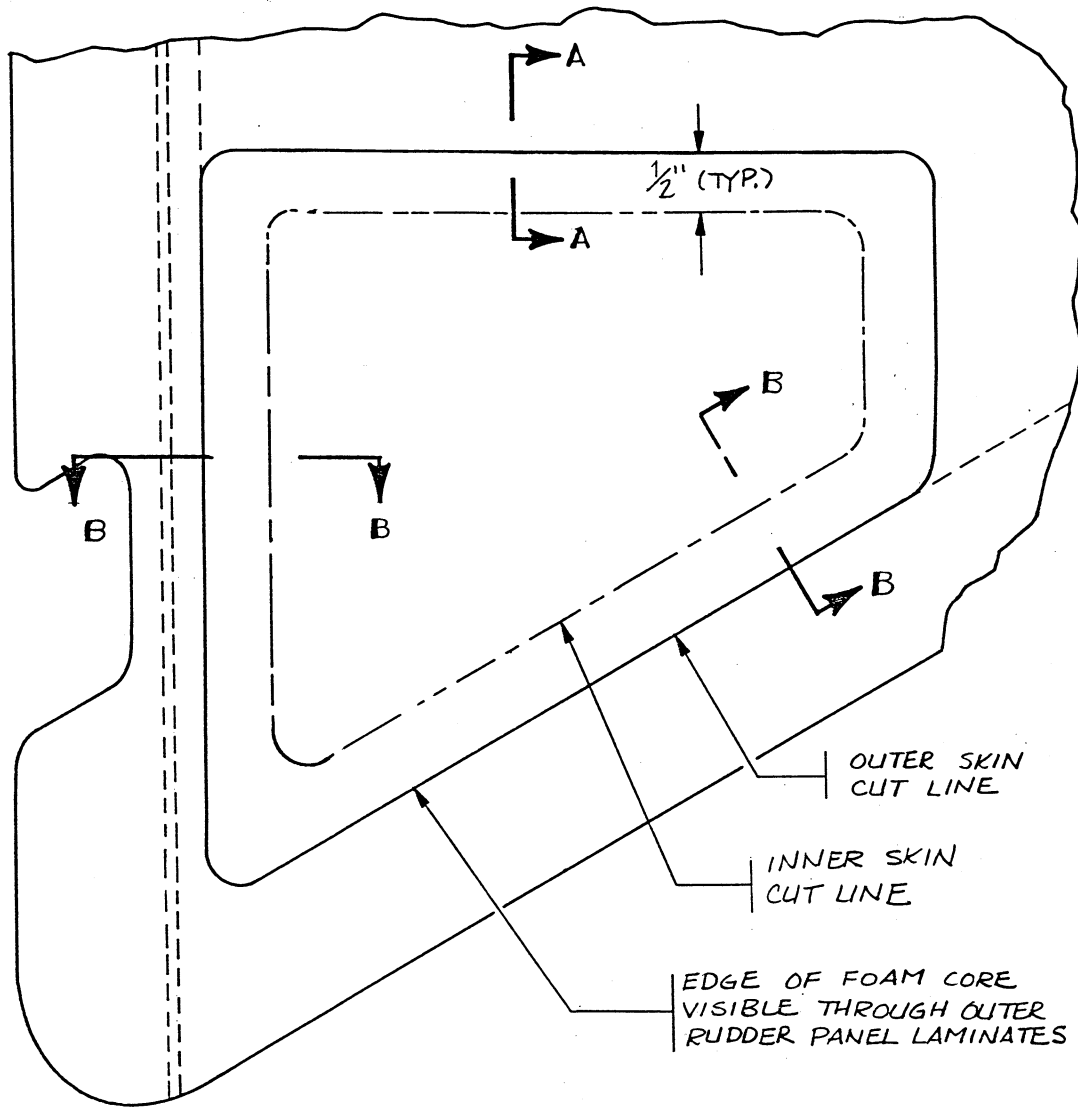 A
½" (TYP.)
A
B
B
B
B
OUTER SKIN
CUT LINE
INNER SKIN
CUT LINE
EDGE OF FOAM CORE
VISIBLE THROUGH OUTER
RUDDER PANEL LAMINATES